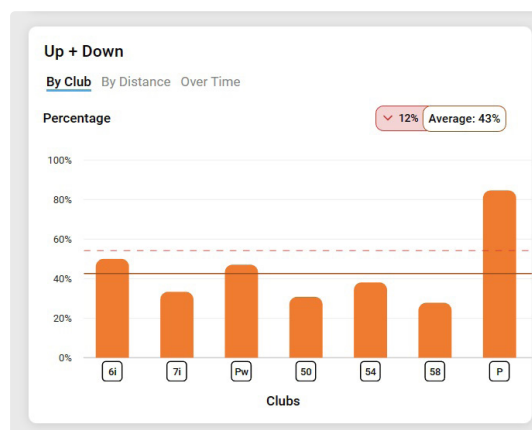 Up + Down
By Club By Distance Over Time
Percentage 12% Average: 43%
100%
80%
60%
40%
20%
0%
6i 7i Pw 50 54 58 P
Clubs